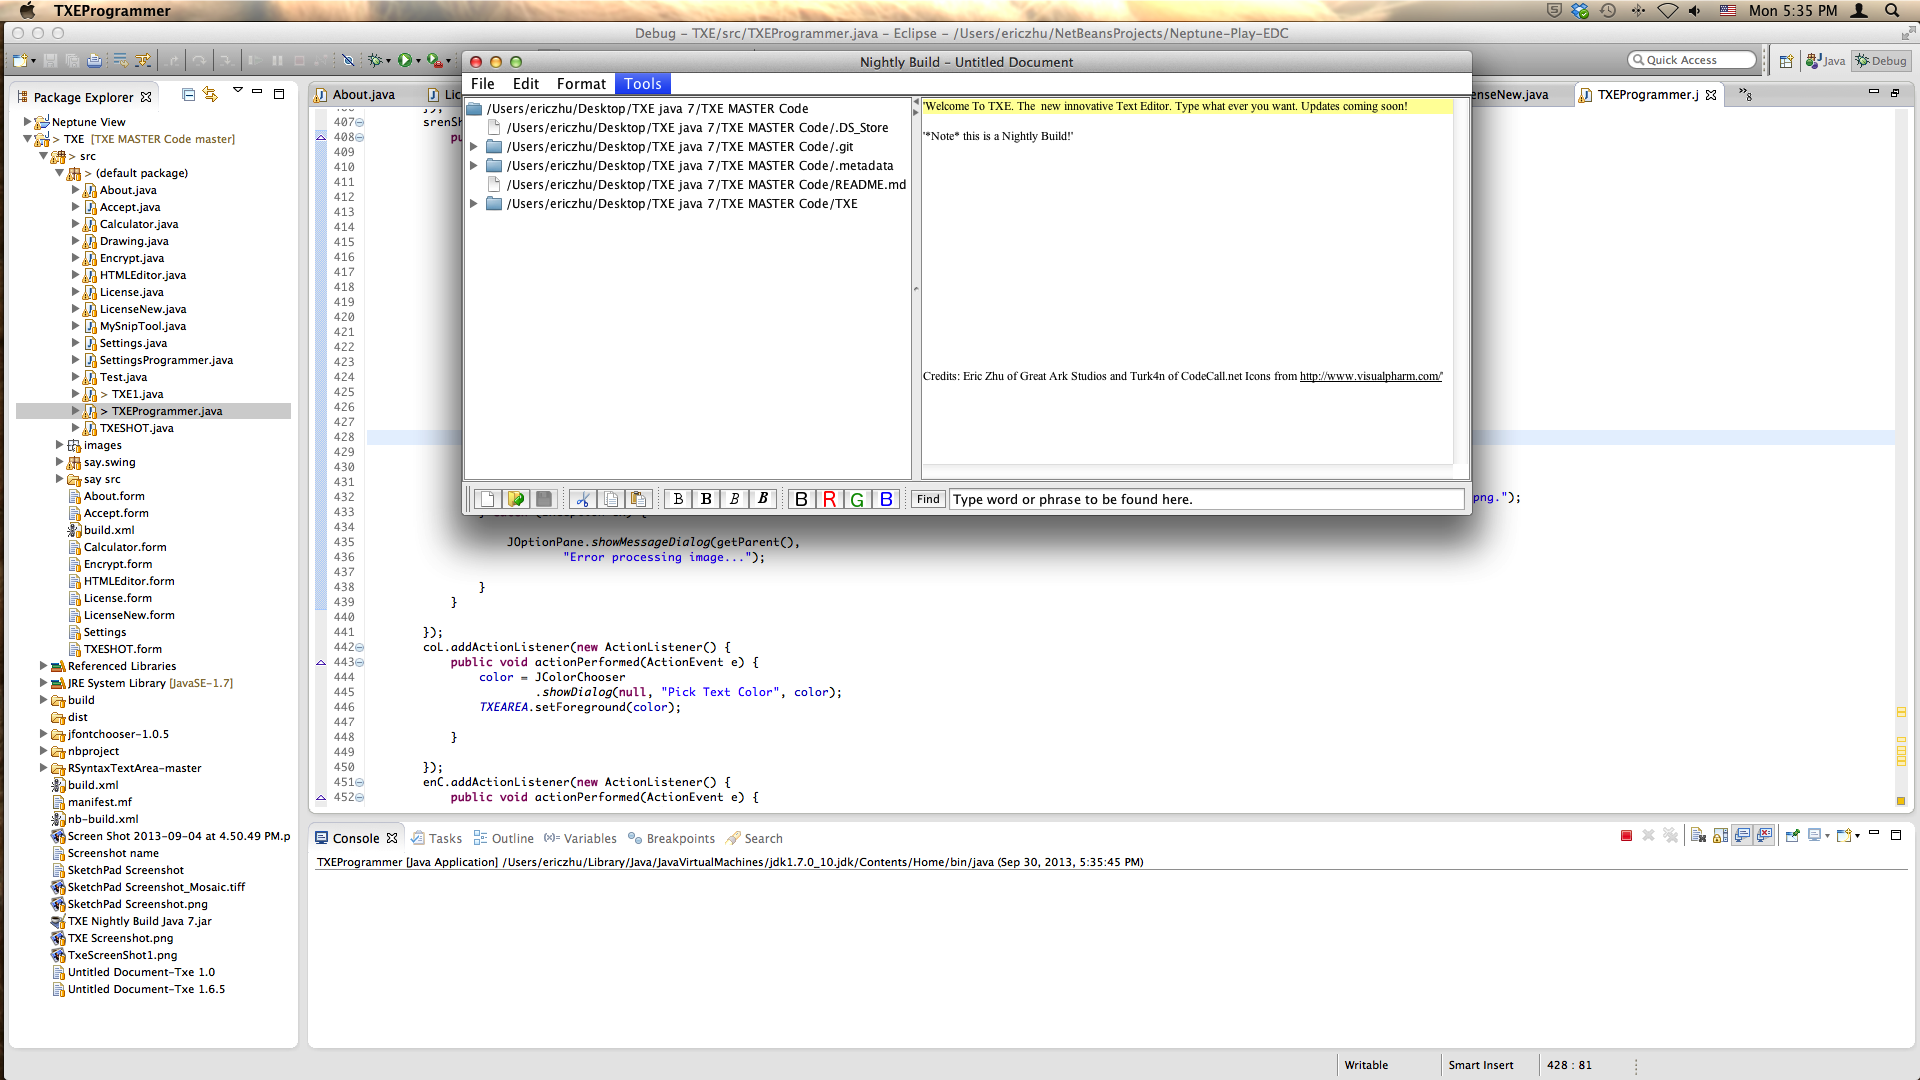 TXEProgrammer
Mon 5:35 PM
Debug – TXE/src/TXEProgrammer.java – Eclipse – /Users/ericzhu/NetBeansProjects/Neptune-Play-EDC
Quick Access
Java
Debug
Package Explorer
Neptune View
> TXE [TXE MASTER Code master]
> src
> (default package)
About.java
Accept.java
Calculator.java
Drawing.java
Encrypt.java
HTMLEditor.java
License.java
LicenseNew.java
MySnipTool.java
Settings.java
SettingsProgrammer.java
Test.java
> TXE1.java
> TXEProgrammer.java
TXESHOT.java
images
say.swing
say src
About.form
Accept.form
build.xml
Calculator.form
Encrypt.form
HTMLEditor.form
License.form
LicenseNew.form
Settings
TXESHOT.form
Referenced Libraries
JRE System Library [JavaSE-1.7]
build
dist
jfontchooser-1.0.5
nbproject
RSyntaxTextArea-master
build.xml
manifest.mf
nb-build.xml
Screen Shot 2013-09-04 at 4.50.49 PM.p
Screenshot name
SketchPad Screenshot
SketchPad Screenshot_Mosaic.tiff
SketchPad Screenshot.png
TXE Nightly Build Java 7.jar
TXE Screenshot.png
TxeScreenShot1.png
Untitled Document-Txe 1.0
Untitled Document-Txe 1.6.5
About.java
Lic
enseNew.java
TXEProgrammer.j
»8
Nightly Build – Untitled Document
File Edit Format Tools
/Users/ericzhu/Desktop/TXE java 7/TXE MASTER Code
/Users/ericzhu/Desktop/TXE java 7/TXE MASTER Code/.DS_Store
/Users/ericzhu/Desktop/TXE java 7/TXE MASTER Code/.git
/Users/ericzhu/Desktop/TXE java 7/TXE MASTER Code/.metadata
/Users/ericzhu/Desktop/TXE java 7/TXE MASTER Code/README.md
/Users/ericzhu/Desktop/TXE java 7/TXE MASTER Code/TXE
'Welcome To TXE. The  new innovative Text Editor. Type what ever you want. Updates coming soon!
'*Note* this is a Nightly Build!'
Credits: Eric Zhu of Great Ark Studios and Turk4n of CodeCall.net Icons from http://www.visualpharm.com/'
B B B B B R G B Find Type word or phrase to be found here.
407 srenSh
408 pu
409
410
411
412
413
414
415
416
417
418
419
420
421
422
423
424
425
426
427
428
429
430
431
432 png.");
433
434
435 JOptionPane.showMessageDialog(getParent(),
436 "Error processing image...");
437
438 }
439 }
440
441 });
442 coL.addActionListener(new ActionListener() {
443 public void actionPerformed(ActionEvent e) {
444 color = JColorChooser
445 .showDialog(null, "Pick Text Color", color);
446 TXEAREA.setForeground(color);
447
448 }
449
450 });
451 enC.addActionListener(new ActionListener() {
452 public void actionPerformed(ActionEvent e) {
Console Tasks Outline (x)= Variables Breakpoints Search
TXEProgrammer [Java Application] /Users/ericzhu/Library/Java/JavaVirtualMachines/jdk1.7.0_10.jdk/Contents/Home/bin/java (Sep 30, 2013, 5:35:45 PM)
Writable
Smart Insert
428 : 81